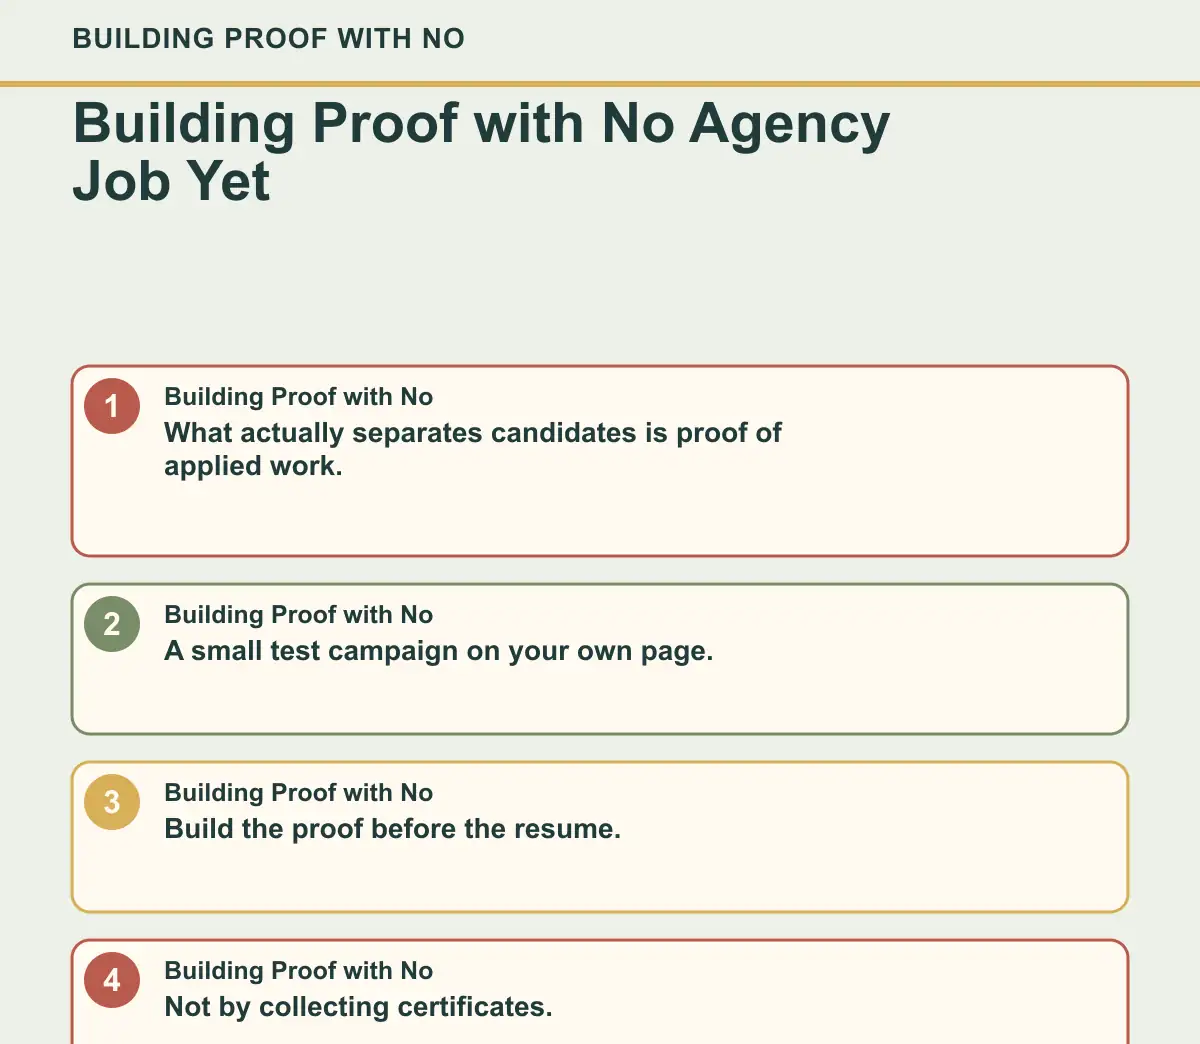 BUILDING PROOF WITH NO
Building Proof with No Agency
Job Yet
1
Building Proof with No
What actually separates candidates is proof of
applied work.
2
Building Proof with No
A small test campaign on your own page.
3
Building Proof with No
Build the proof before the resume.
4
Building Proof with No
Not by collecting certificates.